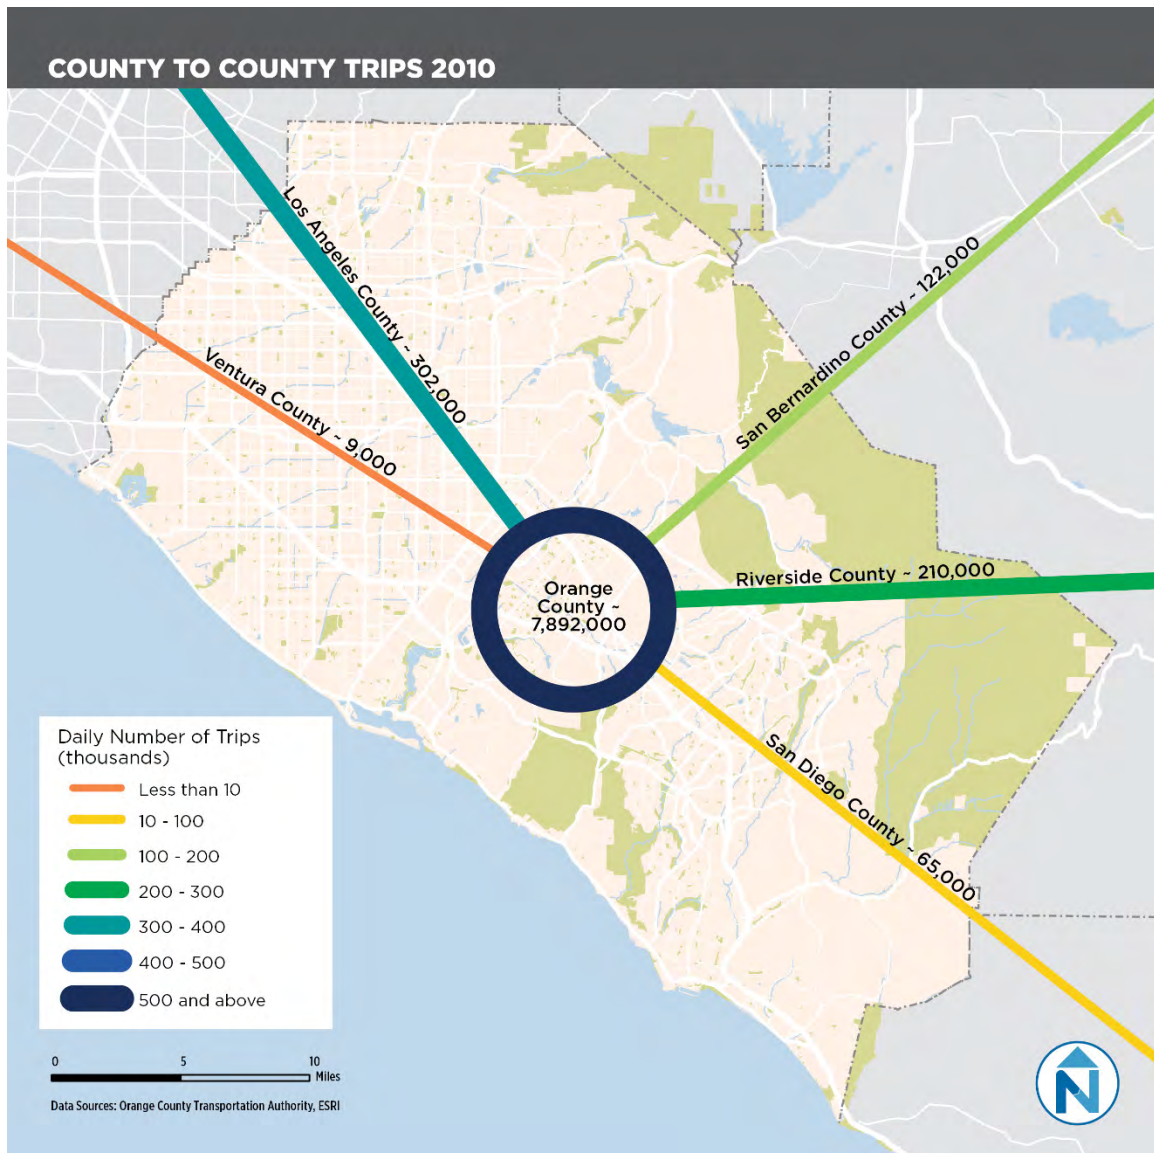 COUNTY TO COUNTY TRIPS 2010
Los Angeles County ~ 302,000
San Bernardino County ~ 122,000
Ventura County ~ 9,000
Riverside County ~ 210,000
Orange
County ~
7,892,000
San Diego County ~ 65,000
Daily Number of Trips
(thousands)
Less than 10
10 - 100
100 - 200
200 - 300
300 - 400
400 - 500
500 and above
0 5 10
Miles
Data Sources: Orange County Transportation Authority, ESRI
N